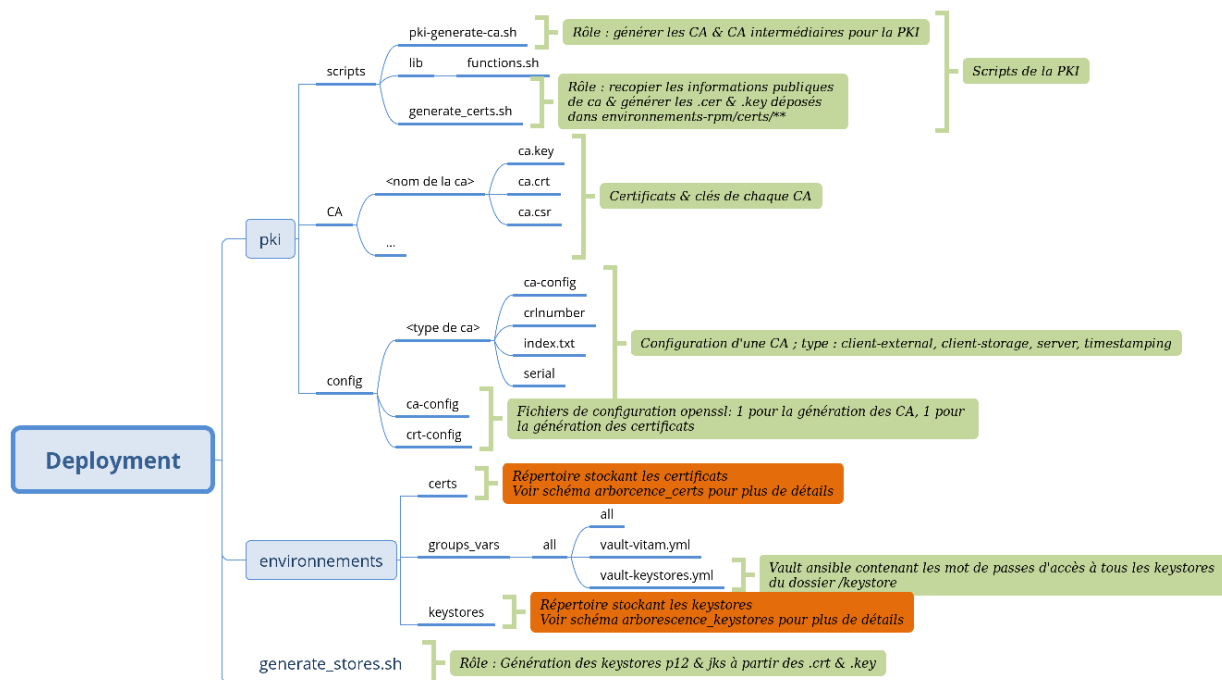 pki-generate-ca.sh
Rôle : générer les CA & CA intermédiaires pour la PKI
scripts
lib
functions.sh
Scripts de la PKI
generate_certs.sh
Rôle : recopier les informations publiques
de ca & générer les .cer & .key déposés
dans environnements-rpm/certs/**
ca.key
<nom de la ca>
ca.crt
Certificats & clés de chaque CA
CA
ca.csr
...
pki
ca-config
<type de ca>
crlnumber
index.txt
Configuration d'une CA ; type : client-external, client-storage, server, timestamping
serial
config
ca-config
Fichiers de configuration openssl: 1 pour la génération des CA, 1 pour
la génération des certificats
crt-config
Deployment
certs
Répertoire stockant les certificats
Voir schéma arborcence_certs pour plus de détails
environnements
groups_vars
all
all
vault-vitam.yml
vault-keystores.yml
Vault ansible contenant les mot de passes d'accès à tous les keystores
du dossier /keystore
keystores
Répertoire stockant les keystores
Voir schéma arborescence_keystores pour plus de détails
generate_stores.sh
Rôle : Génération des keystores p12 & jks à partir des .crt & .key